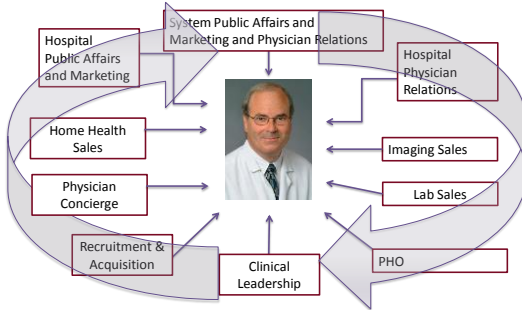 System Public Affairs and
Marketing and Physician Relations
Hospital
Public Affairs
and Marketing
Hospital
Physician
Relations
Home Health
Sales
Imaging Sales
Physician
Concierge
Lab Sales
Recruitment &
Acquisition
Clinical
Leadership
PHO